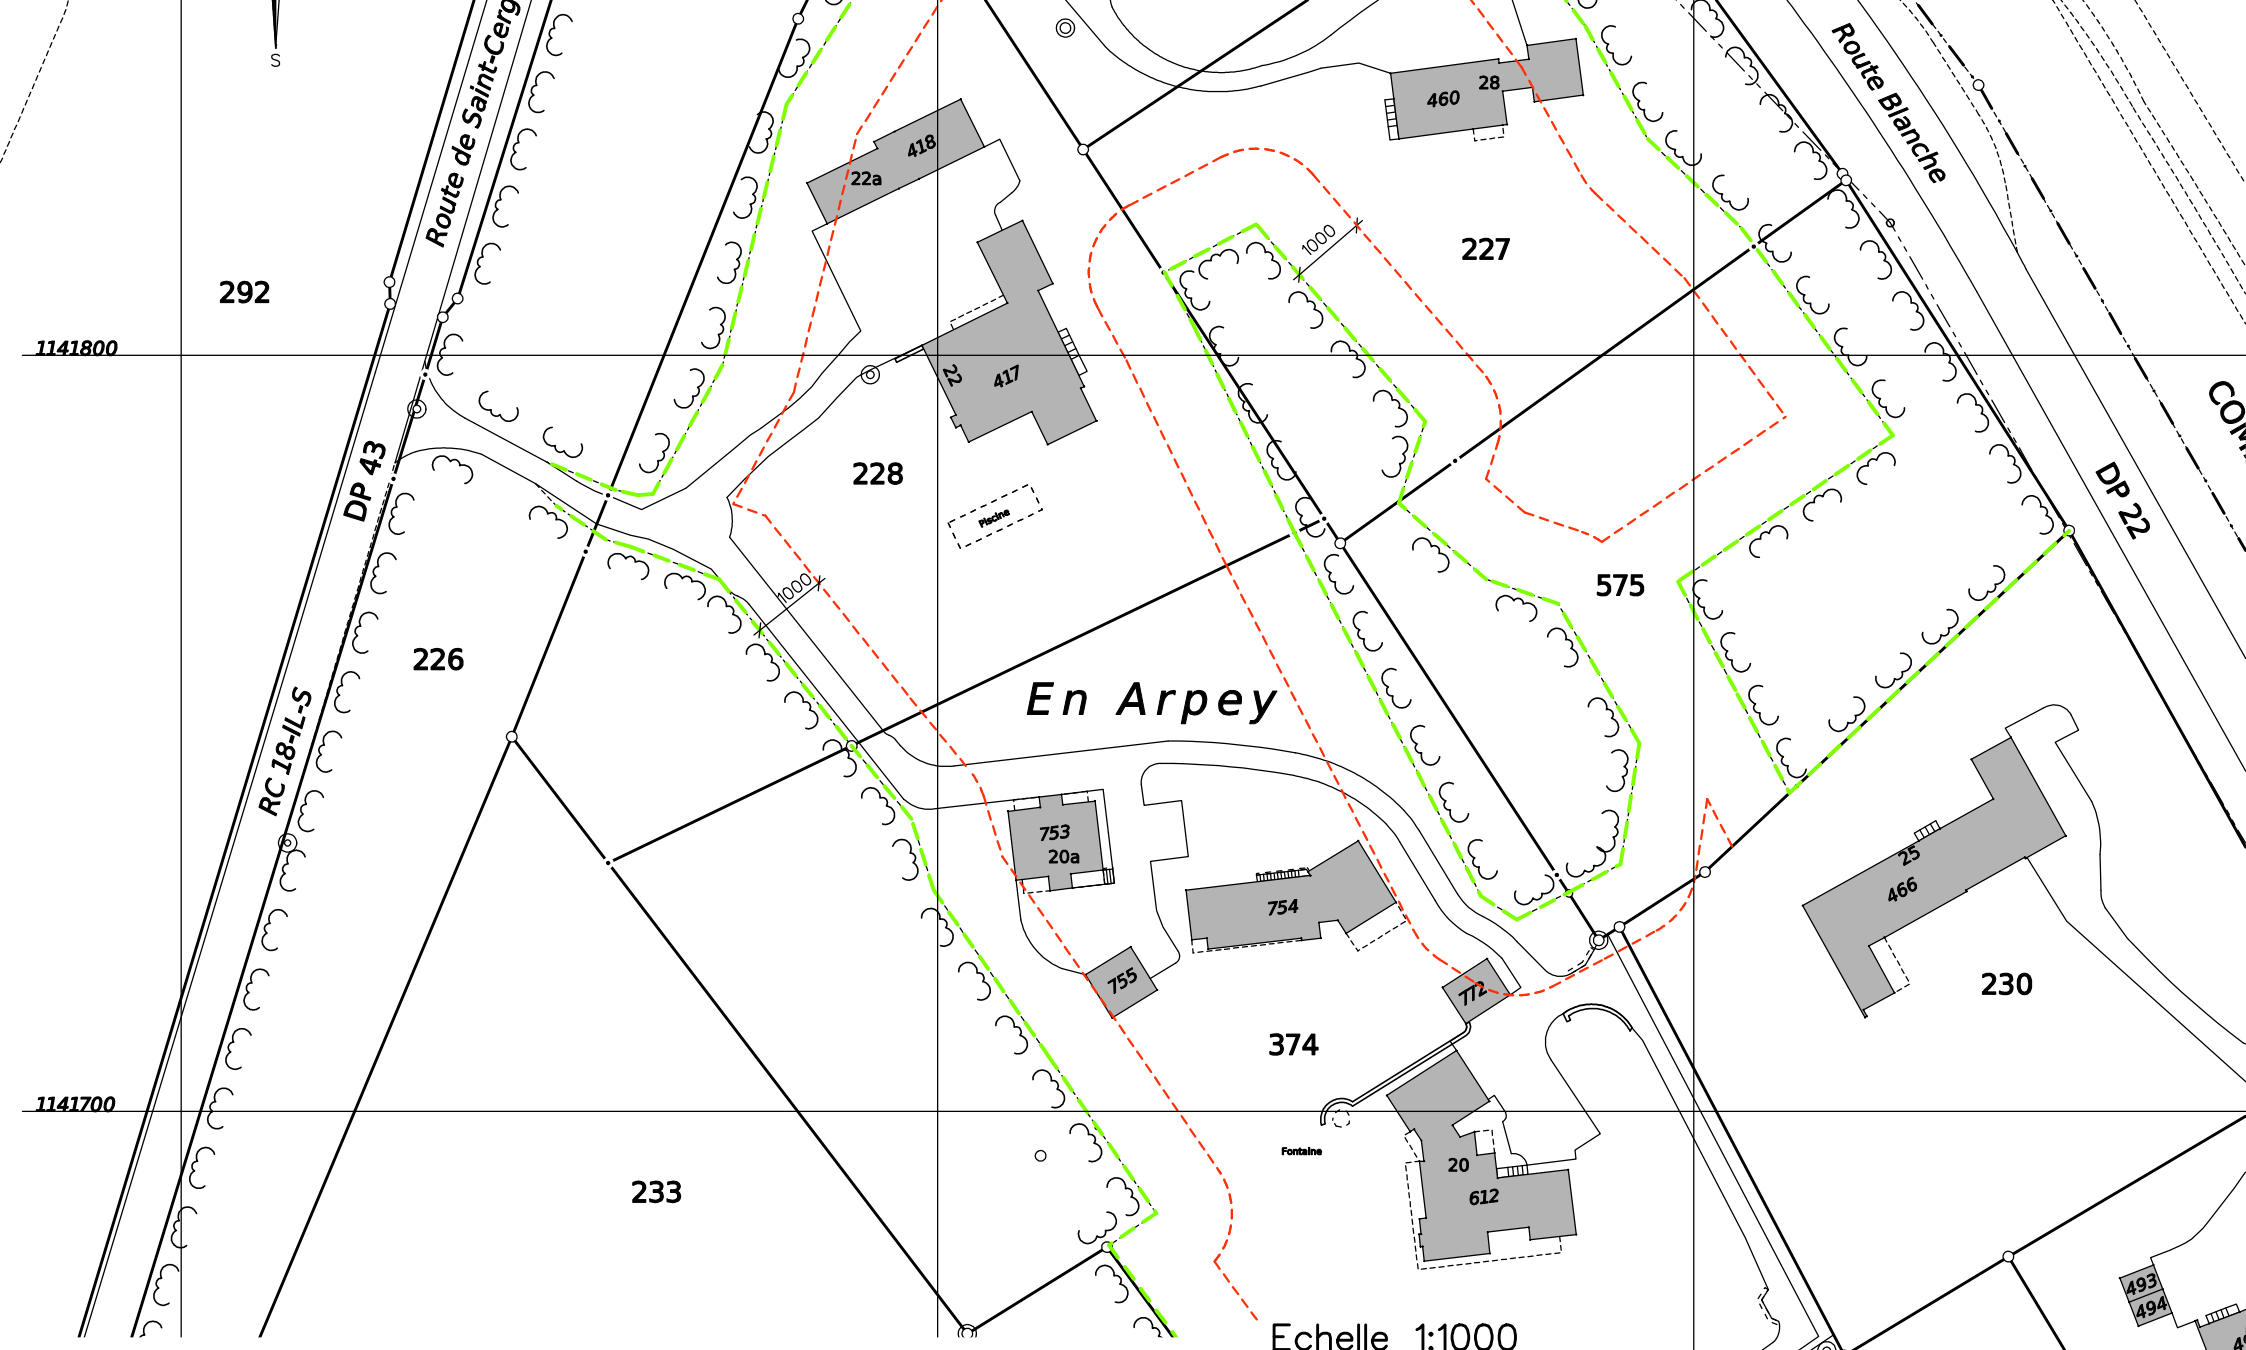 S
Route de Saint-Cerg
Route Blanche
460
28
418
22a
1000
227
292
1141800
22
417
DP 43
228
Piscine
DP 22
575
1000
226
En Arpey
RC 18-IL-S
753
20a
25
466
754
755
772
230
374
1141700
Fontaine
20
612
233
493
494
Echelle 1:1000